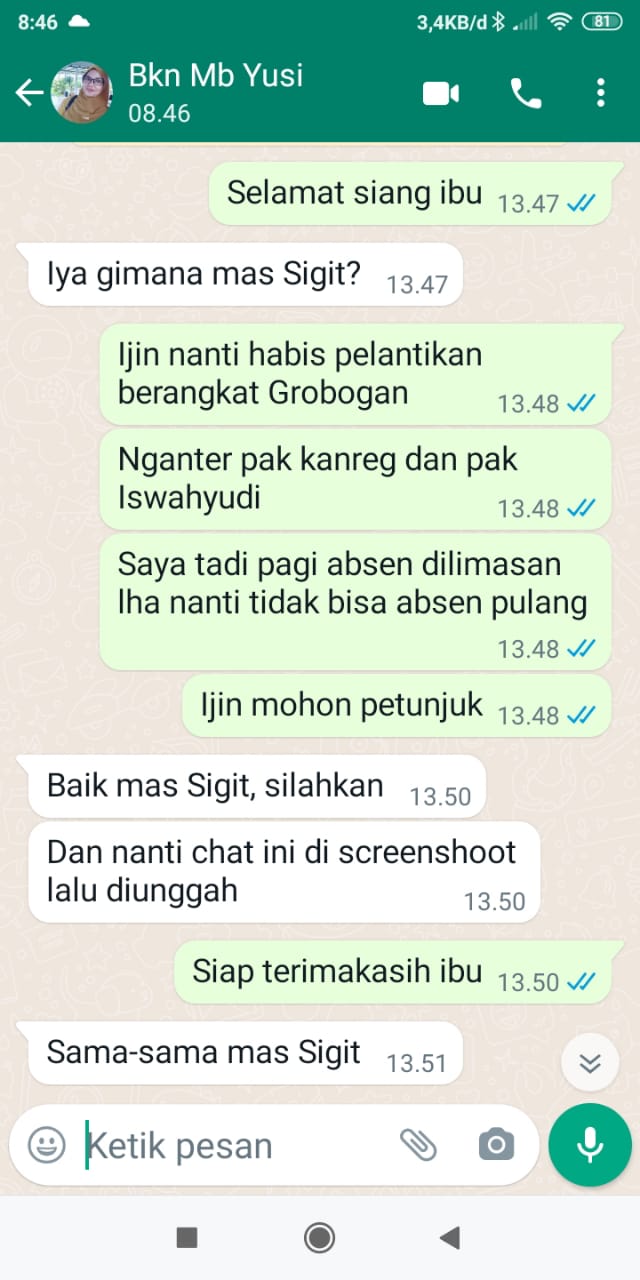 8:46
3,4KB/d
81
Bkn Mb Yusi
08.46
Selamat siang ibu 13.47
Iya gimana mas Sigit? 13.47
Ijin nanti habis pelantikan
berangkat Grobogan 13.48
Nganter pak kanreg dan pak
Iswahyudi 13.48
Saya tadi pagi absen dilimasan
lha nanti tidak bisa absen pulang
13.48
Ijin mohon petunjuk 13.48
Baik mas Sigit, silahkan 13.50
Dan nanti chat ini di screenshoot
lalu diunggah 13.50
Siap terimakasih ibu 13.50
Sama-sama mas Sigit 13.51
Ketik pesan